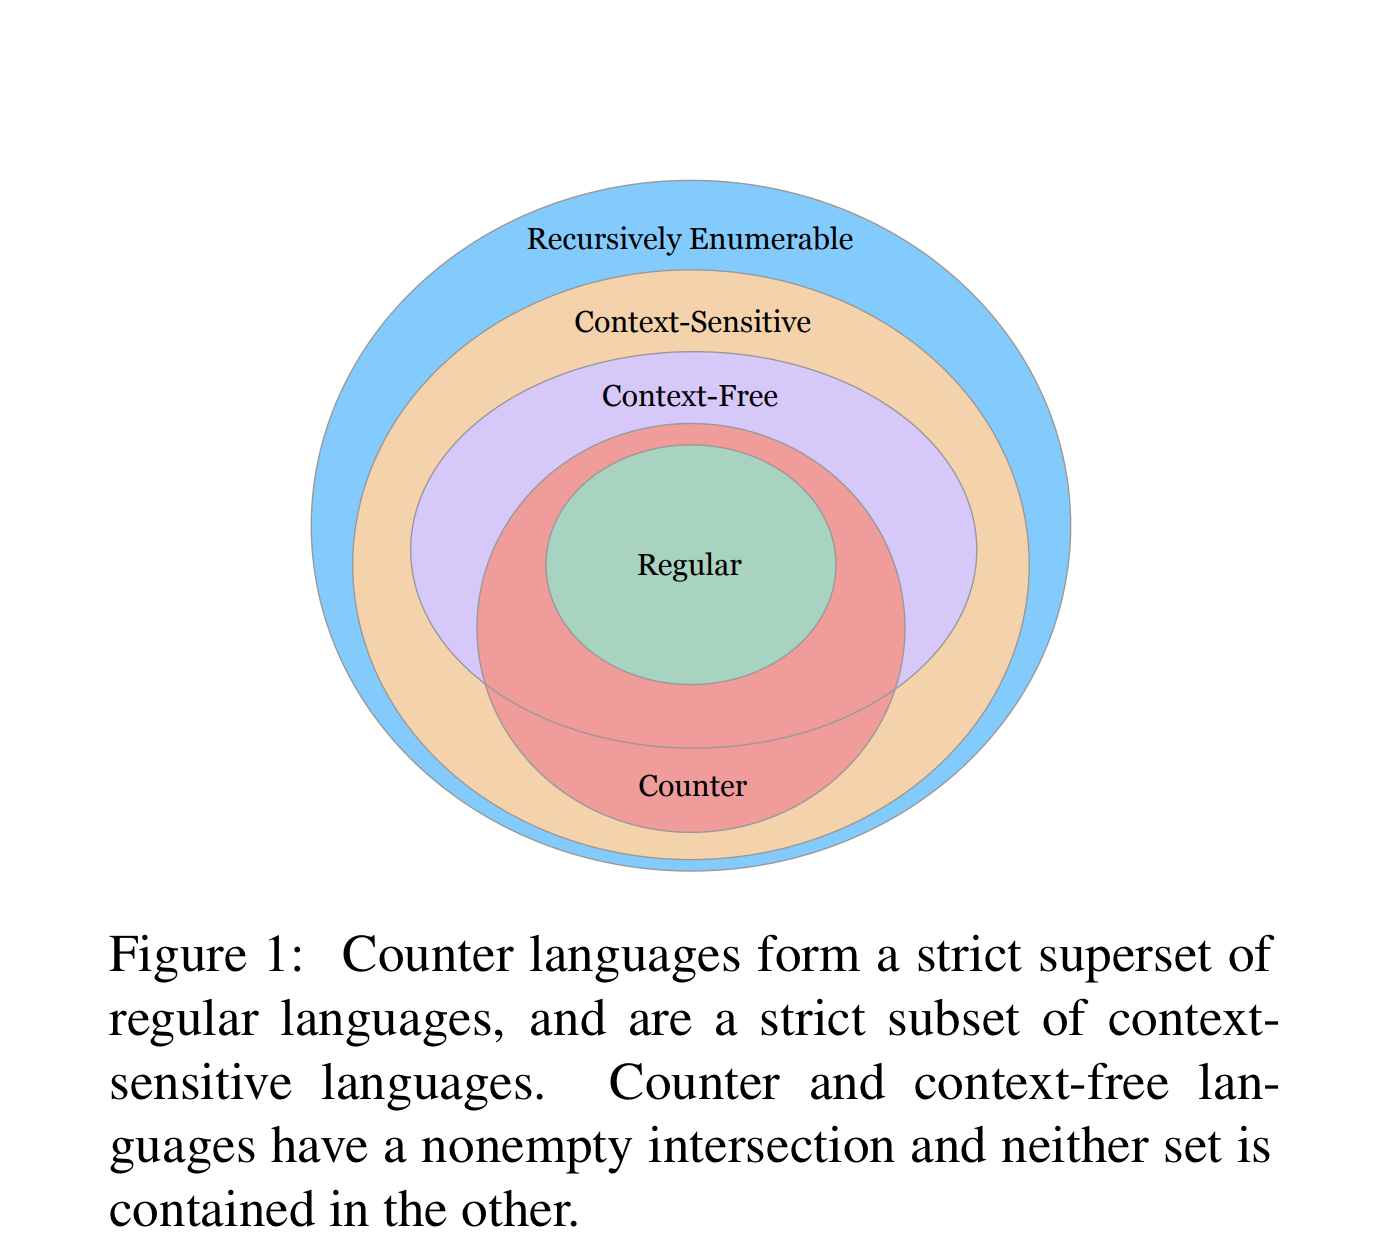 Recursively Enumerable
Context-Sensitive
Context-Free
Regular
Counter
Figure 1: Counter languages form a strict superset of
regular languages, and are a strict subset of context-
sensitive languages. Counter and context-free lan-
guages have a nonempty intersection and neither set is
contained in the other.